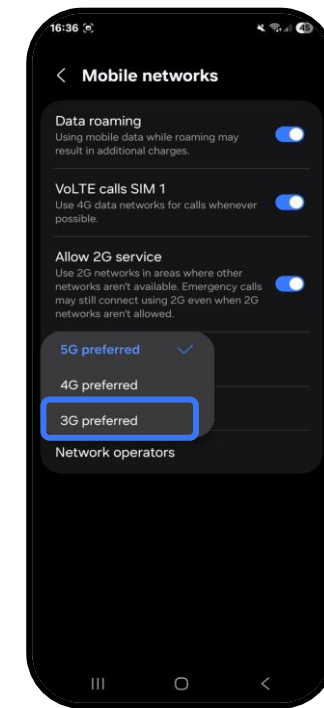 16:36
45
Mobile networks
Data roaming
Using mobile data while roaming may
result in additional charges.
VoLTE calls SIM 1
Use 4G data networks for calls whenever
possible.
Allow 2G service
Use 2G networks in areas where other
networks aren't available. Emergency calls
may still connect using 2G even when 2G
networks aren't allowed.
5G preferred
4G preferred
3G preferred
Network operators